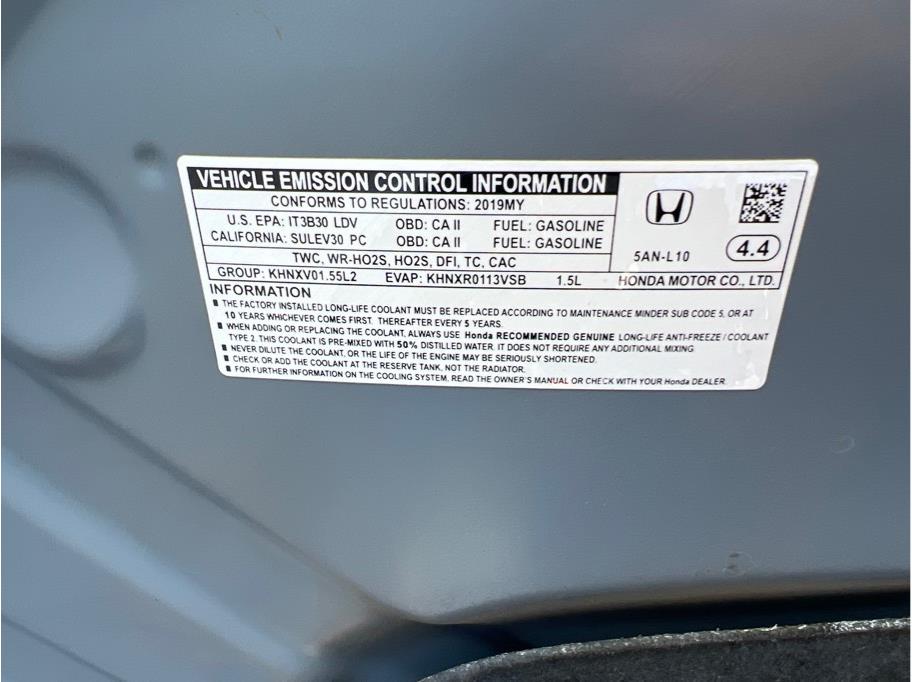 VEHICLE EMISSION CONTROL INFORMATION
CONFORMS TO REGULATIONS: 2019MY
U.S. EPA: IT3B30 LDV OBD: CA II FUEL: GASOLINE
CALIFORNIA: SULEV30 PC OBD: CA II FUEL: GASOLINE
5AN-L10
4.4
TWC, WR-HO2S, HO2S, DFI, TC, CAC
GROUP: KHNXV01.55L2 EVAP: KHNXR0113VSB 1.5L HONDA MOTOR CO., LTD.
INFORMATION
■ THE FACTORY INSTALLED LONG-LIFE COOLANT MUST BE REPLACED ACCORDING TO MAINTENANCE MINDER SUB CODE 5, OR AT
10 YEARS WHICHEVER COMES FIRST. THEREAFTER EVERY 5 YEARS.
■ WHEN ADDING OR REPLACING THE COOLANT, ALWAYS USE Honda RECOMMENDED GENUINE LONG-LIFE ANTI-FREEZE / COOLANT
TYPE 2. THIS COOLANT IS PRE-MIXED WITH 50% DISTILLED WATER. IT DOES NOT REQUIRE ANY ADDITIONAL MIXING.
■ NEVER DILUTE THE COOLANT, OR THE LIFE OF THE ENGINE MAY BE SERIOUSLY SHORTENED.
■ CHECK OR ADD THE COOLANT AT THE RESERVE TANK, NOT THE RADIATOR.
■ FOR FURTHER INFORMATION ON THE COOLING SYSTEM, READ THE OWNER'S MANUAL OR CHECK WITH YOUR Honda DEALER.